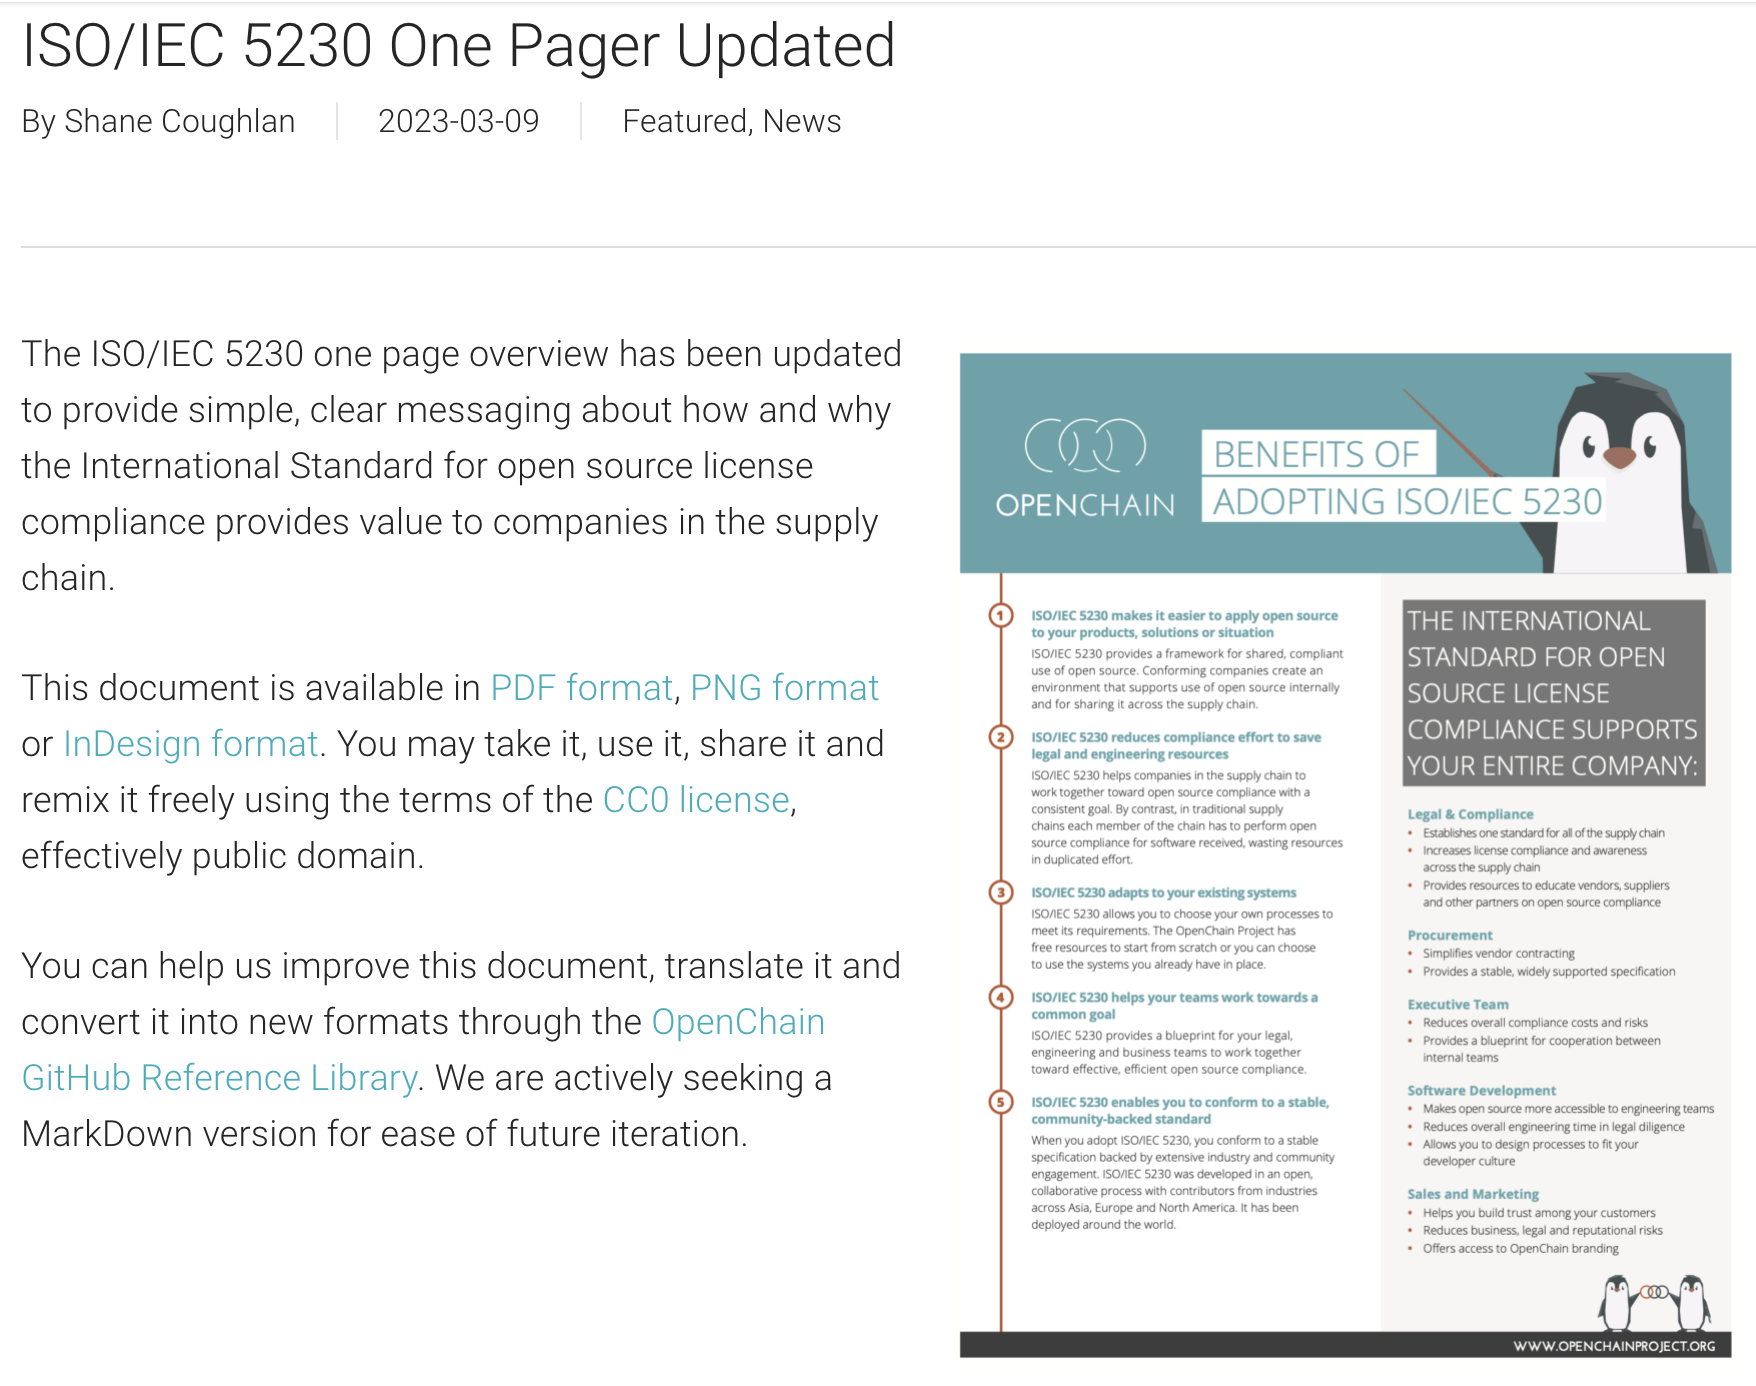 ISO/IEC 5230 One Pager Updated
By Shane Coughlan
2023-03-09
Featured, News
The ISO/IEC 5230 one page overview has been updated
to provide simple, clear messaging about how and why
the International Standard for open source license
compliance provides value to companies in the supply
chain.
This document is available in PDF format, PNG format
or InDesign format. You may take it, use it, share it and
remix it freely using the terms of the CC0 license,
effectively public domain.
You can help us improve this document, translate it and
convert it into new formats through the OpenChain
GitHub Reference Library. We are actively seeking a
MarkDown version for ease of future iteration.
OPENCHAIN
BENEFITS OF
ADOPTING ISO/IEC 5230
1
ISO/IEC 5230 makes it easier to apply open source
to your products, solutions or situation
ISO/IEC 5230 provides a framework for shared, compliant
use of open source. Conforming companies create an
environment that supports use of open source internally
and for sharing it across the supply chain.
2
ISO/IEC 5230 reduces compliance effort to save
legal and engineering resources
ISO/IEC 5230 helps companies in the supply chain to
work together toward open source compliance with a
consistent goal. By contrast, in traditional supply
chains each member of the chain has to perform open
source compliance for software received, wasting resources
in duplicated effort.
3
ISO/IEC 5230 adapts to your existing systems
ISO/IEC 5230 allows you to choose your own processes to
meet its requirements. The OpenChain Project has
free resources to start from scratch or you can choose
to use the systems you already have in place.
4
ISO/IEC 5230 helps your teams work towards a
common goal
ISO/IEC 5230 provides a blueprint for your legal,
engineering and business teams to work together
toward effective, efficient open source compliance.
5
ISO/IEC 5230 enables you to conform to a stable,
community-backed standard
When you adopt ISO/IEC 5230, you conform to a stable
specification backed by extensive industry and community
engagement. ISO/IEC 5230 was developed in an open,
collaborative process with contributors from industries
across Asia, Europe and North America. It has been
deployed around the world.
THE INTERNATIONAL
STANDARD FOR OPEN
SOURCE LICENSE
COMPLIANCE SUPPORTS
YOUR ENTIRE COMPANY:
Legal & Compliance
• Establishes one standard for all of the supply chain
• Increases license compliance and awareness
across the supply chain
• Provides resources to educate vendors, suppliers
and other partners on open source compliance
Procurement
• Simplifies vendor contracting
• Provides a stable, widely supported specification
Executive Team
• Reduces overall compliance costs and risks
• Provides a blueprint for cooperation between
internal teams
Software Development
• Makes open source more accessible to engineering teams
• Reduces overall engineering time in legal diligence
• Allows you to design processes to fit your
developer culture
Sales and Marketing
• Helps you build trust among your customers
• Reduces business, legal and reputational risks
• Offers access to OpenChain branding
WWW.OPENCHAINPROJECT.ORG